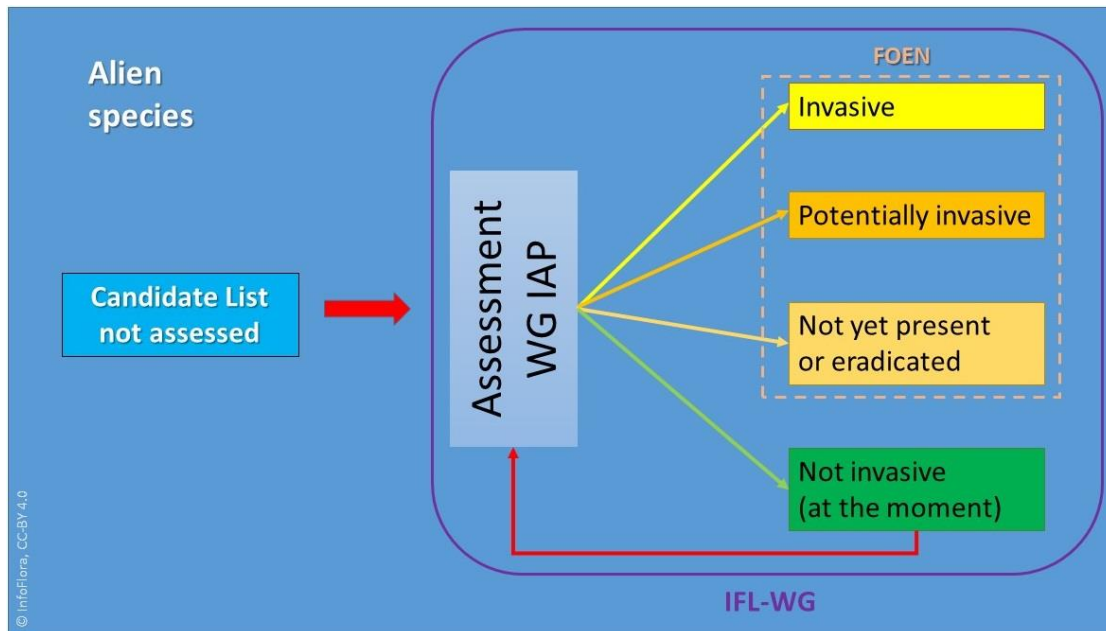 Alien
species
Candidate List
not assessed
Assessment
WG IAP
FOEN
Invasive
Potentially invasive
Not yet present
or eradicated
Not invasive
(at the moment)
IFL-WG
© InfoFlora, CC-BY 4.0